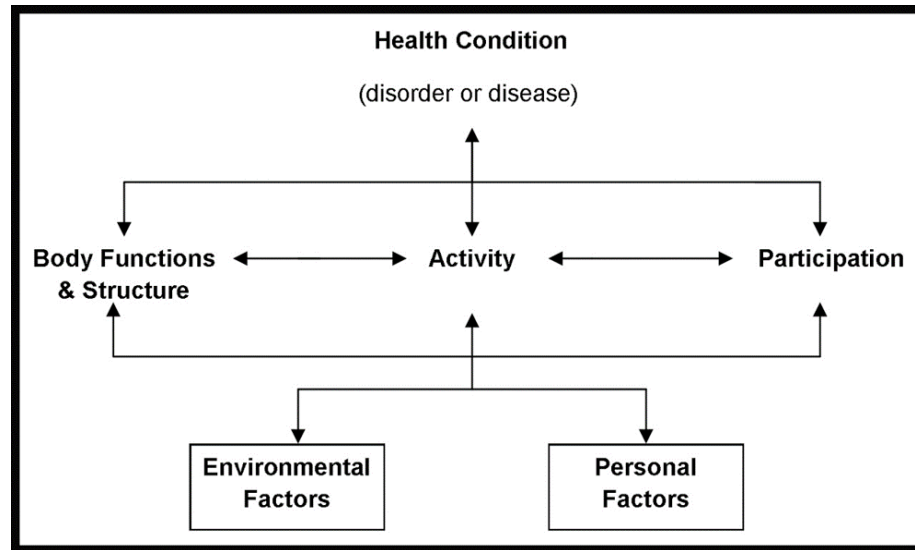 Health Condition
(disorder or disease)
Body Functions
& Structure
Activity
Participation
Environmental
Factors
Personal
Factors